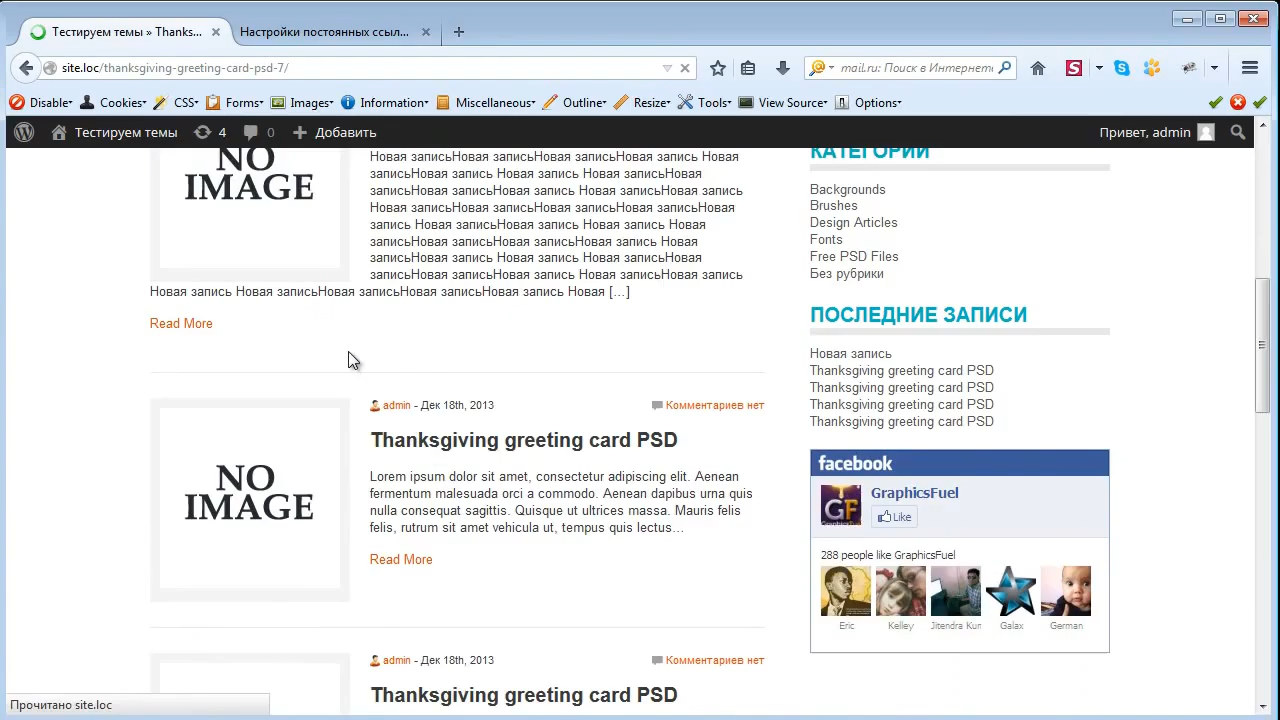 Тестируем темы » Thanks...
Настройки постоянных ссыл...
site.loc/thanksgiving-greeting-card-psd-7/
mail.ru: Поиск в Интернет
Disable
Cookies
CSS
Forms
Images
Information
Miscellaneous
Outline
Resize
Tools
View Source
Options
Тестируем темы
4
0
Добавить
Привет, admin
NO
IMAGE
Новая записьНовая записьНовая записьНовая запись Новая
записьНовая запись Новая записьНовая записьНовая
записьНовая запись Новая запись Новая записьНовая запись
Новая записьНовая записьНовая записьНовая записьНовая
запись Новая записьНовая запись Новая запись Новая
записьНовая записьНовая записьНовая запись Новая
запись Новая записьНовая запись Новая записьНовая
записьНовая записьНовая запись Новая записьНовая запись
Новая запись Новая записьНовая записьНовая записьНовая запись Новая […]
Read More
NO
IMAGE
admin - Дек 18th, 2013
Комментариев нет
Thanksgiving greeting card PSD
Lorem ipsum dolor sit amet, consectetur adipiscing elit. Aenean
fermentum malesuada orci a commodo. Aenean dapibus urna quis
nulla consequat sagittis. Quisque ut ultrices massa. Mauris felis
felis, rutrum sit amet vehicula ut, tempus quis lectus…
Read More
admin - Дек 18th, 2013
Комментариев нет
Thanksgiving greeting card PSD
КАТЕГОРИИ
Backgrounds
Brushes
Design Articles
Fonts
Free PSD Files
Без рубрики
ПОСЛЕДНИЕ ЗАПИСИ
Новая запись
Thanksgiving greeting card PSD
Thanksgiving greeting card PSD
Thanksgiving greeting card PSD
Thanksgiving greeting card PSD
facebook
GF
GraphicsFuel
Like
288 people like GraphicsFuel
Eric
Kelley
Jitendra Kum
Galax
German
Прочитано site.loc